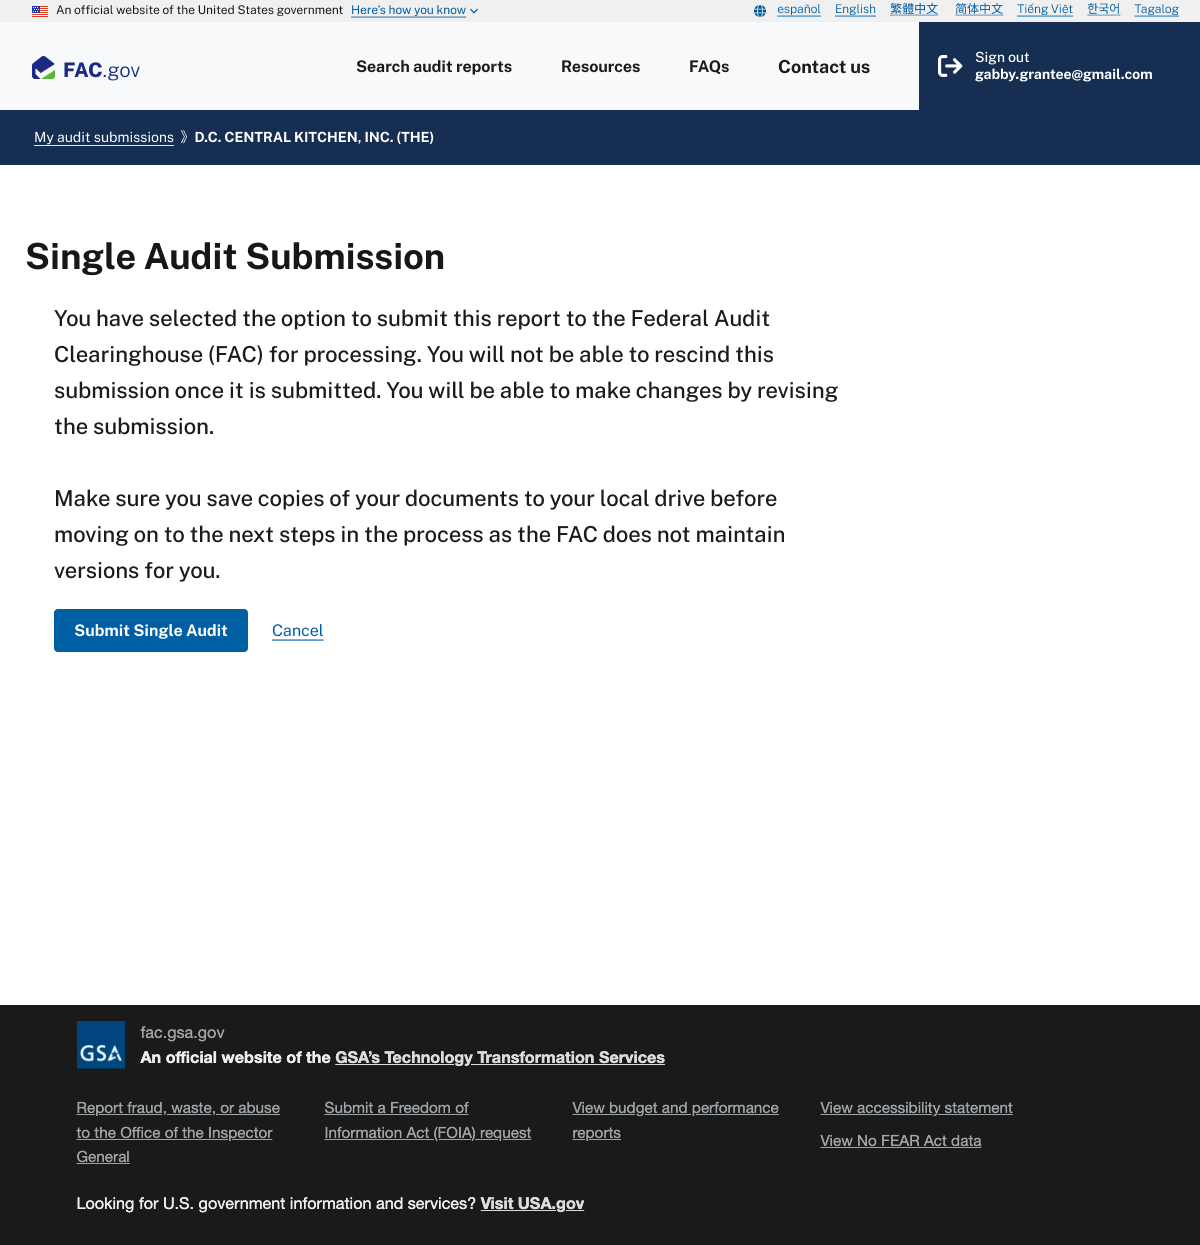 An official website of the United States government Here's how you know
español English 繁體中文 简体中文 Tiếng Việt 한국어 Tagalog
FAC.gov
Search audit reports Resources FAQs Contact us
Sign out
gabby.grantee@gmail.com
My audit submissions 》 D.C. CENTRAL KITCHEN, INC. (THE)
Single Audit Submission
You have selected the option to submit this report to the Federal Audit
Clearinghouse (FAC) for processing. You will not be able to rescind this
submission once it is submitted. You will be able to make changes by revising
the submission.
Make sure you save copies of your documents to your local drive before
moving on to the next steps in the process as the FAC does not maintain
versions for you.
Submit Single Audit Cancel
GSA
fac.gsa.gov
An official website of the GSA's Technology Transformation Services
Report fraud, waste, or abuse
to the Office of the Inspector
General
Submit a Freedom of
Information Act (FOIA) request
View budget and performance
reports
View accessibility statement
View No FEAR Act data
Looking for U.S. government information and services? Visit USA.gov